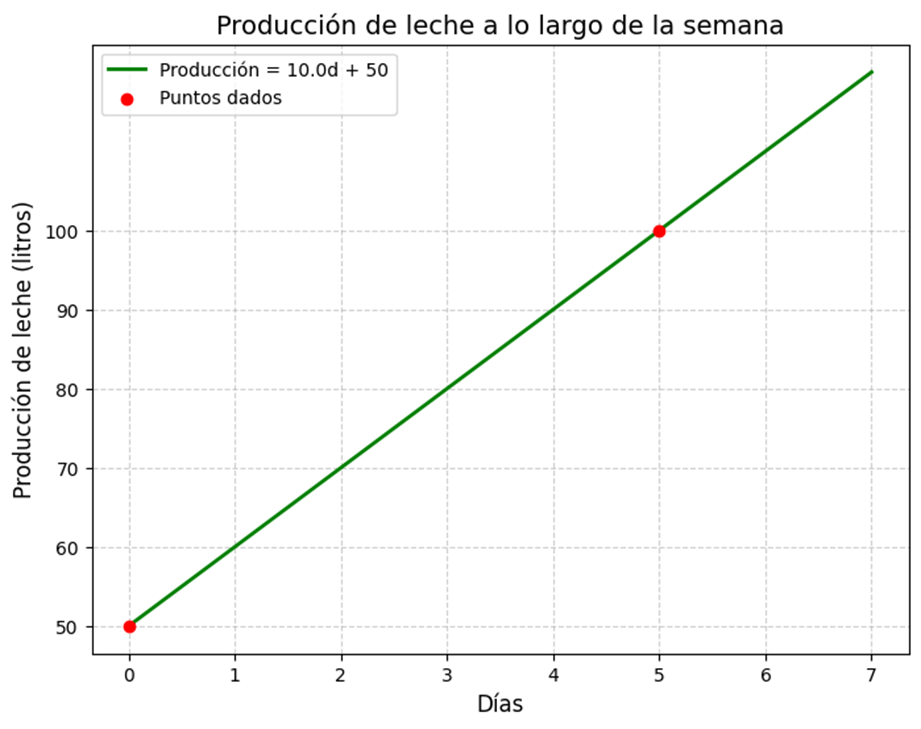 Producción de leche a lo largo de la semana
Producción = 10.0d + 50
Puntos dados
Producción de leche (litros)
100
90
80
70
60
50
0 1 2 3 4 5 6 7
Días